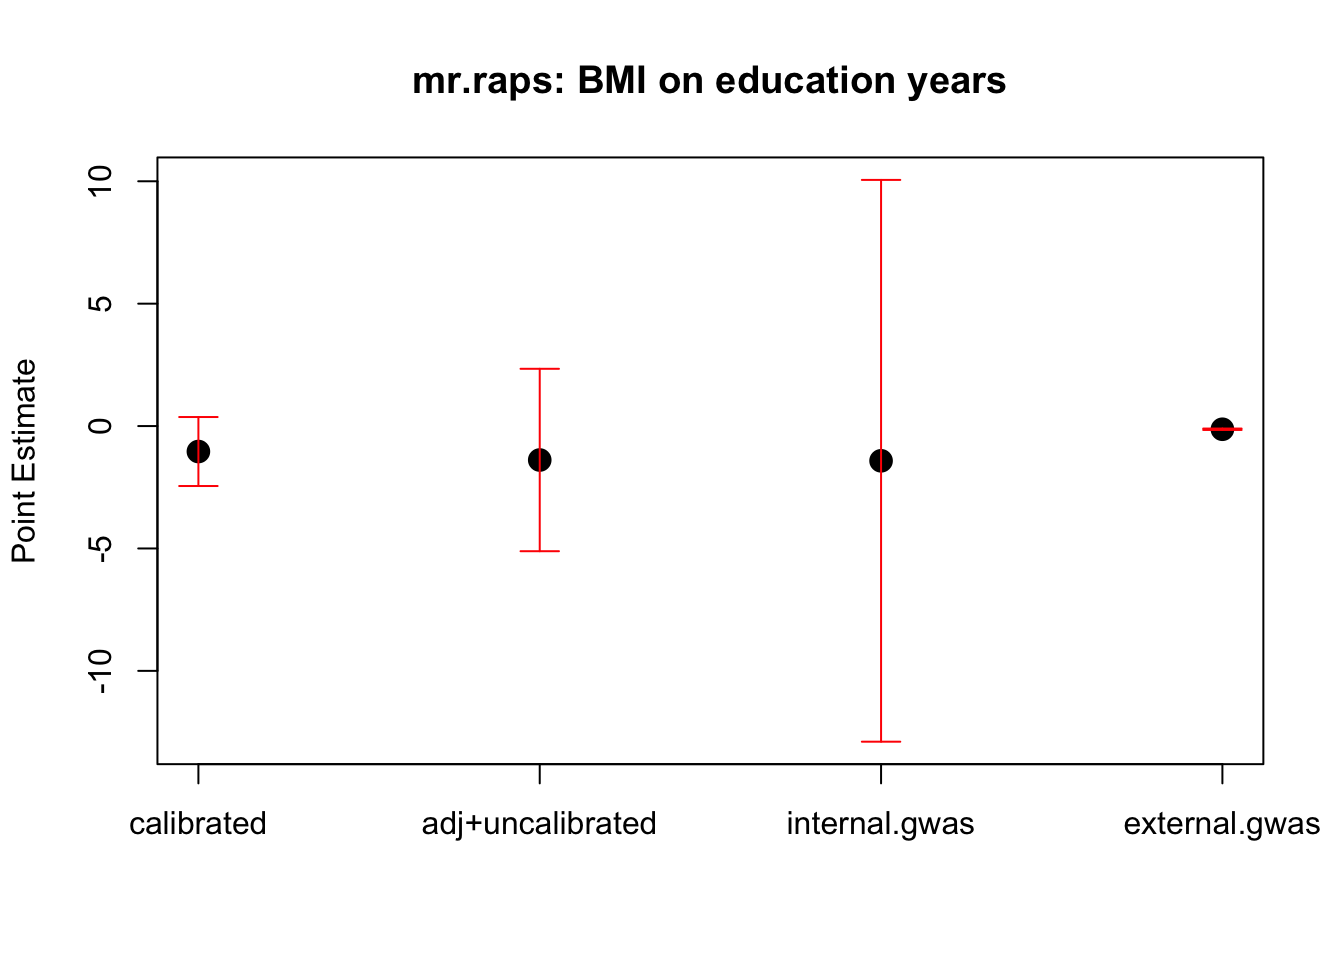 mr.raps: BMI on education years
Point Estimate
10
5
0
-5
-10
calibrated
adj+uncalibrated
internal.gwas
external.gwas